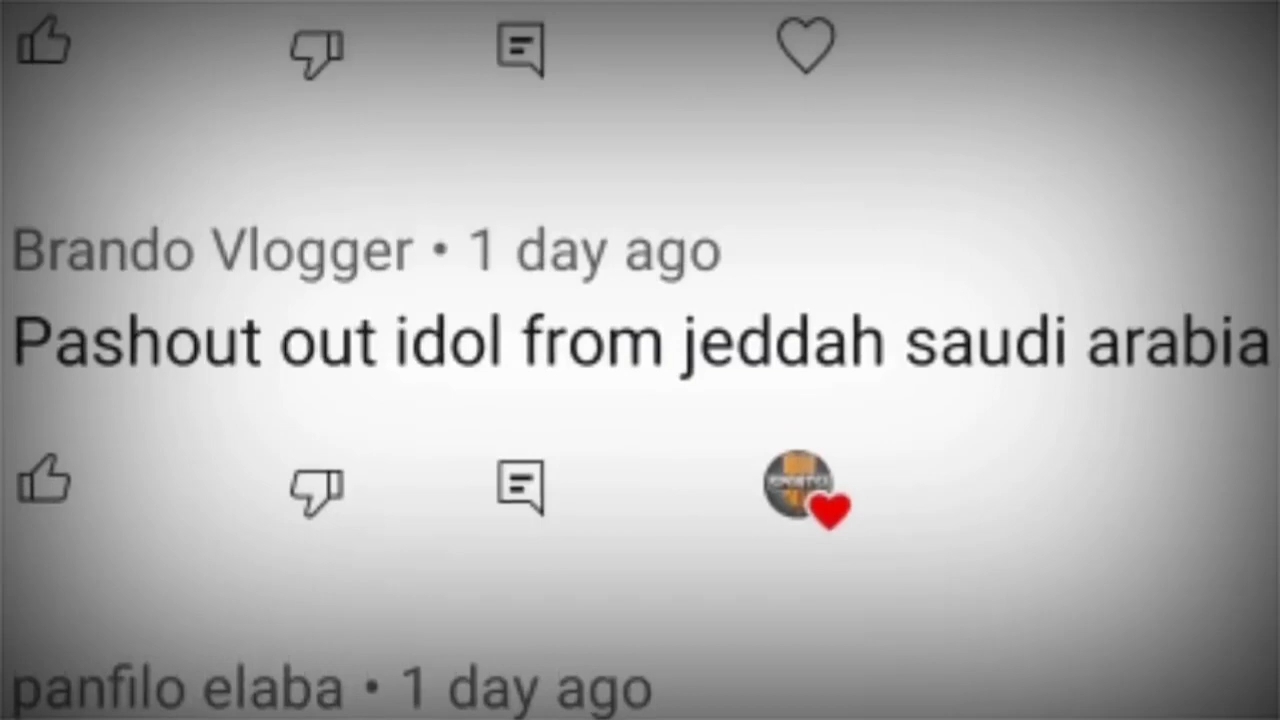 Brando Vlogger • 1 day ago
Pashout out idol from jeddah saudi arabia
panfilo elaba • 1 day ago